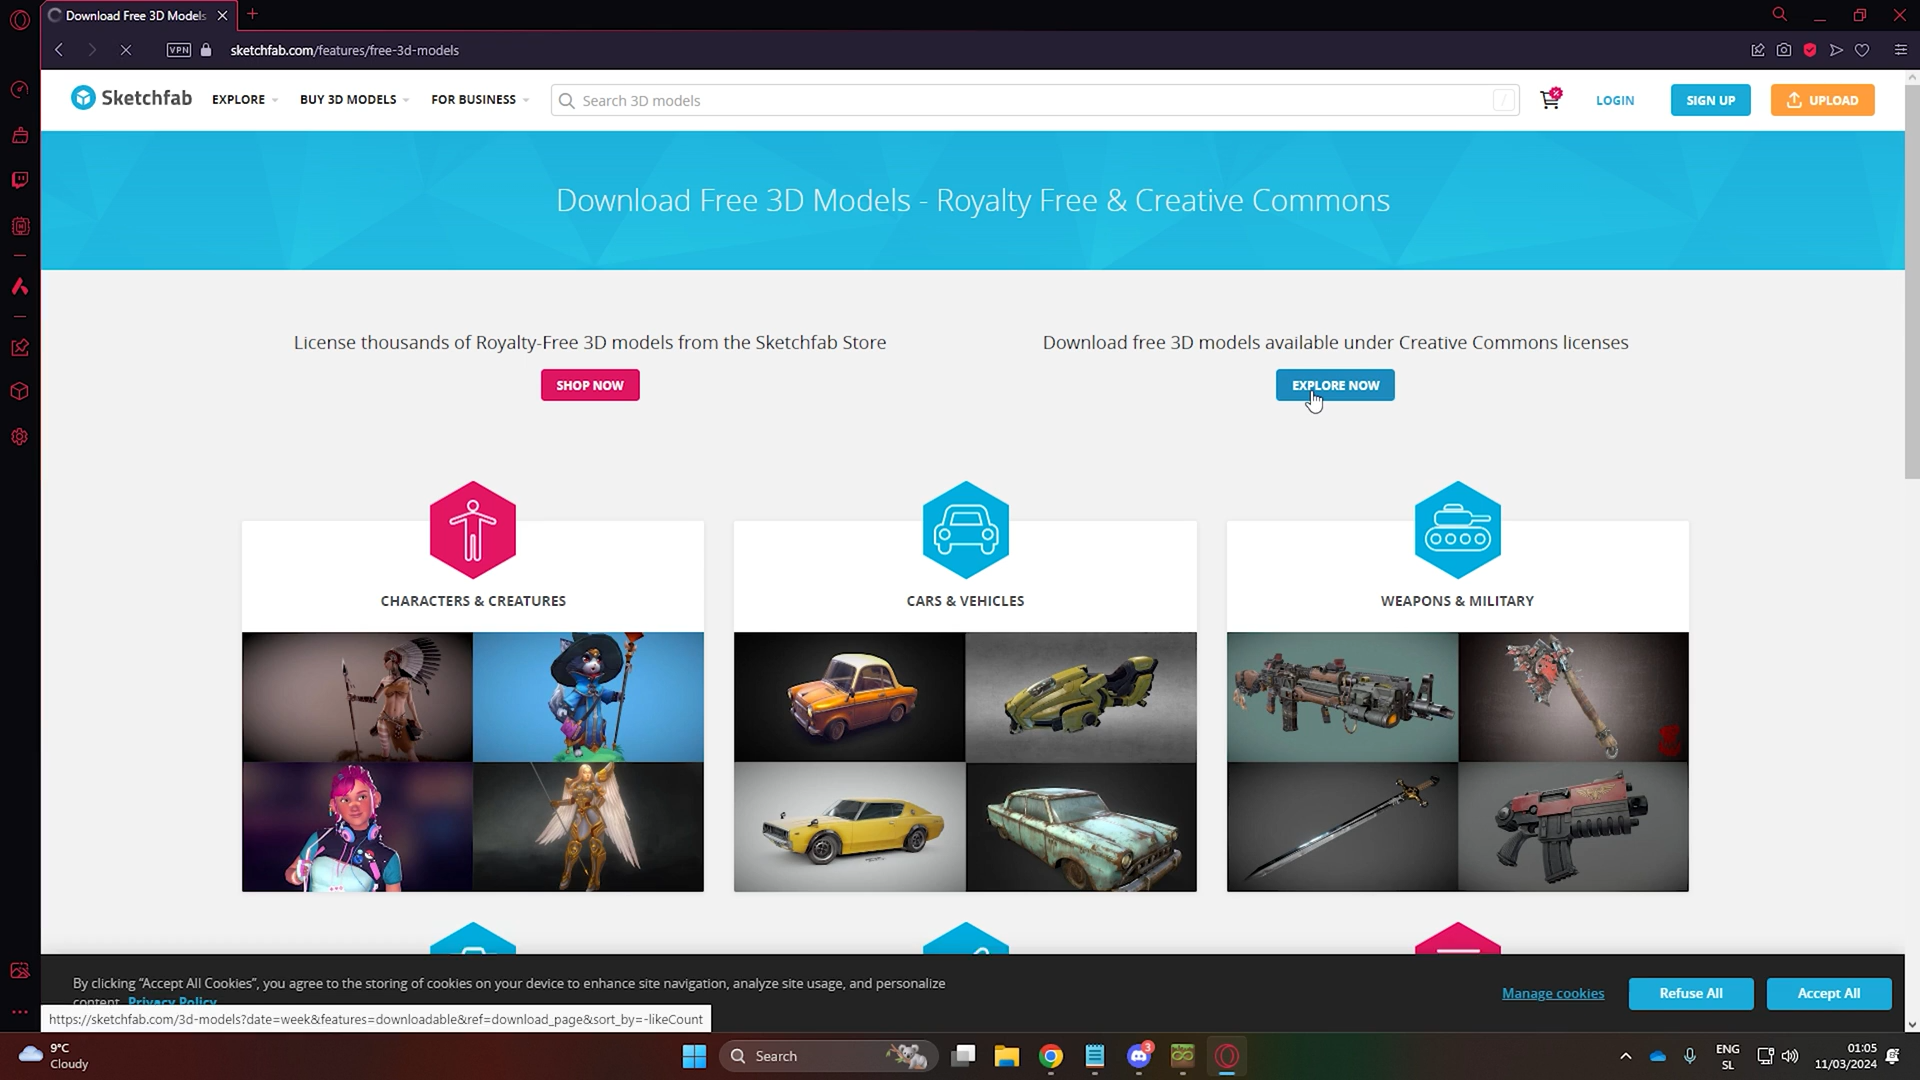 Download Free 3D Models
VPN
sketchfab.com/features/free-3d-models
Sketchfab
EXPLORE
BUY 3D MODELS
FOR BUSINESS
Search 3D models
/
LOGIN
SIGN UP
UPLOAD
Download Free 3D Models - Royalty Free & Creative Commons
License thousands of Royalty-Free 3D models from the Sketchfab Store
SHOP NOW
Download free 3D models available under Creative Commons licenses
EXPLORE NOW
CHARACTERS & CREATURES
CARS & VEHICLES
WEAPONS & MILITARY
By clicking “Accept All Cookies”, you agree to the storing of cookies on your device to enhance site navigation, analyze site usage, and personalize
content. Privacy Policy
Manage cookies
Refuse All
Accept All
https://sketchfab.com/3d-models?date=week&features=downloadable&ref=download_page&sort_by=-likeCount
9°C
Cloudy
Search
3
ENG
SL
01:05
11/03/2024